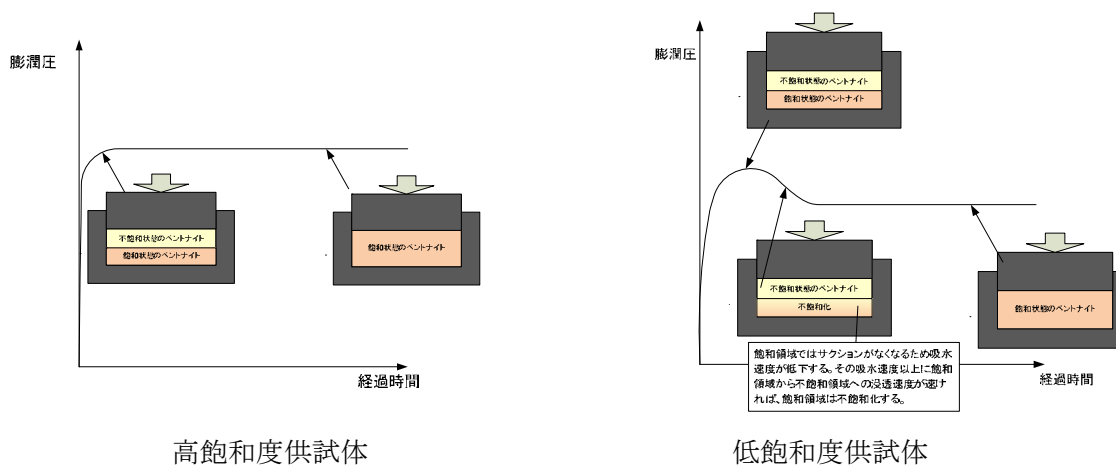 膨潤圧
不飽和状態のベントナイト
飽和状態のベントナイト
飽和状態のベントナイト
経過時間
高飽和度供試体
膨潤圧
不飽和状態のベントナイト
飽和状態のベントナイト
不飽和状態のベントナイト
不飽和化
飽和状態のベントナイト
飽和領域ではサクションがなくなるため吸水
速度が低下する。その吸水速度以上に飽和
領域から不飽和領域への浸透速度が速け
れば、飽和領域は不飽和化する。
経過時間
低飽和度供試体